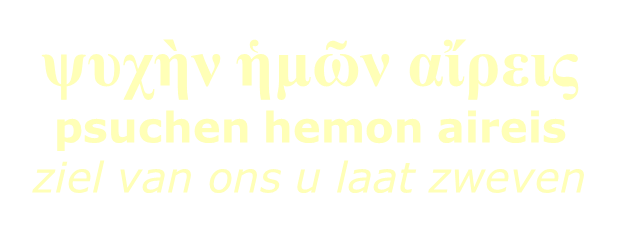 ψυχὴν ἡμῶν αἴρεις
psuchen hemon aireis
ziel van ons u laat zweven